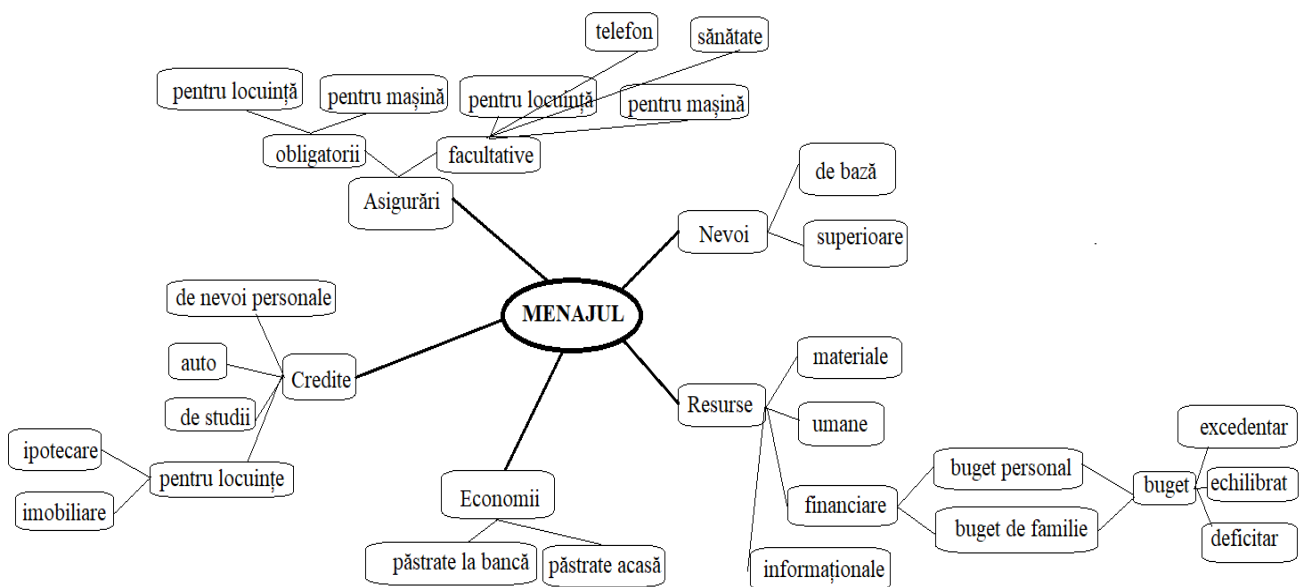 telefon
sănătate
pentru locuință
pentru mașină
pentru locuință
pentru mașină
obligatorii
facultative
Asigurări
de bază
Nevoi
superioare
de nevoi personale
MENAJUL
auto
Credite
materiale
de studii
Resurse
umane
excedentar
ipotecare
pentru locuințe
buget personal
buget
echilibrat
Economii
financiare
imobiliare
buget de familie
deficitar
păstrate la bancă
păstrate acasă
informaționale